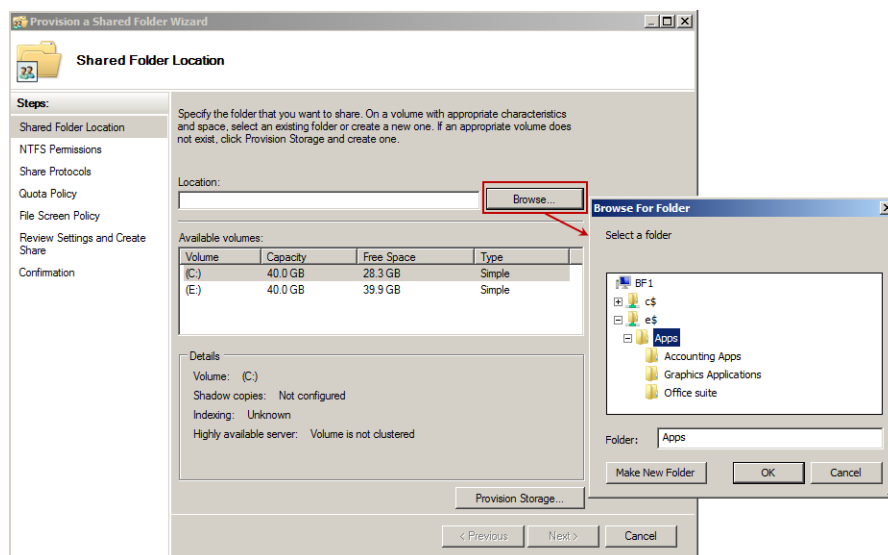 Provision a Shared Folder Wizard
Shared Folder Location
Steps:
Shared Folder Location
NTFS Permissions
Share Protocols
Quota Policy
File Screen Policy
Review Settings and Create
Share
Confirmation
Specify the folder that you want to share. On a volume with appropriate characteristics
and space, select an existing folder or create a new one. If an appropriate volume does
not exist, click Provision Storage and create one.
Location:
Browse...
Available volumes:
Volume Capacity Free Space Type
(C:) 40.0 GB 28.3 GB Simple
(E:) 40.0 GB 39.9 GB Simple
Details
Volume: (C:)
Shadow copies: Not configured
Indexing: Unknown
Highly available server: Volume is not clustered
Provision Storage...
< Previous Next > Cancel
Browse For Folder
Select a folder
BF1
c$
e$
Apps
Accounting Apps
Graphics Applications
Office suite
Folder: Apps
Make New Folder OK Cancel